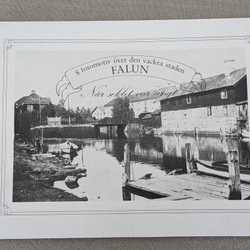 8 fotomotiv över den vackra staden
FALUN
När seklet var ungt